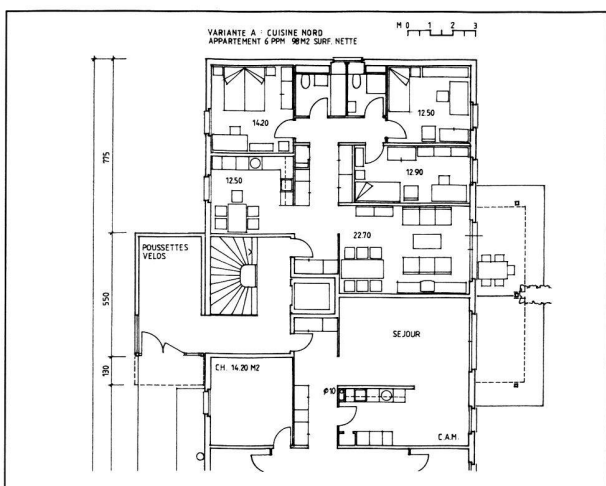 VARIANTE A : CUISINE NORD
APPARTEMENT 6 PPM 98M2 SURF. NETTE
M 0 1 2 3
14.20
12.50
12.50
12.90
775
22.70
POUSSETTES
VELOS
550
SEJOUR
130
CH. 14.20 M2
Ø10
C.A.M.